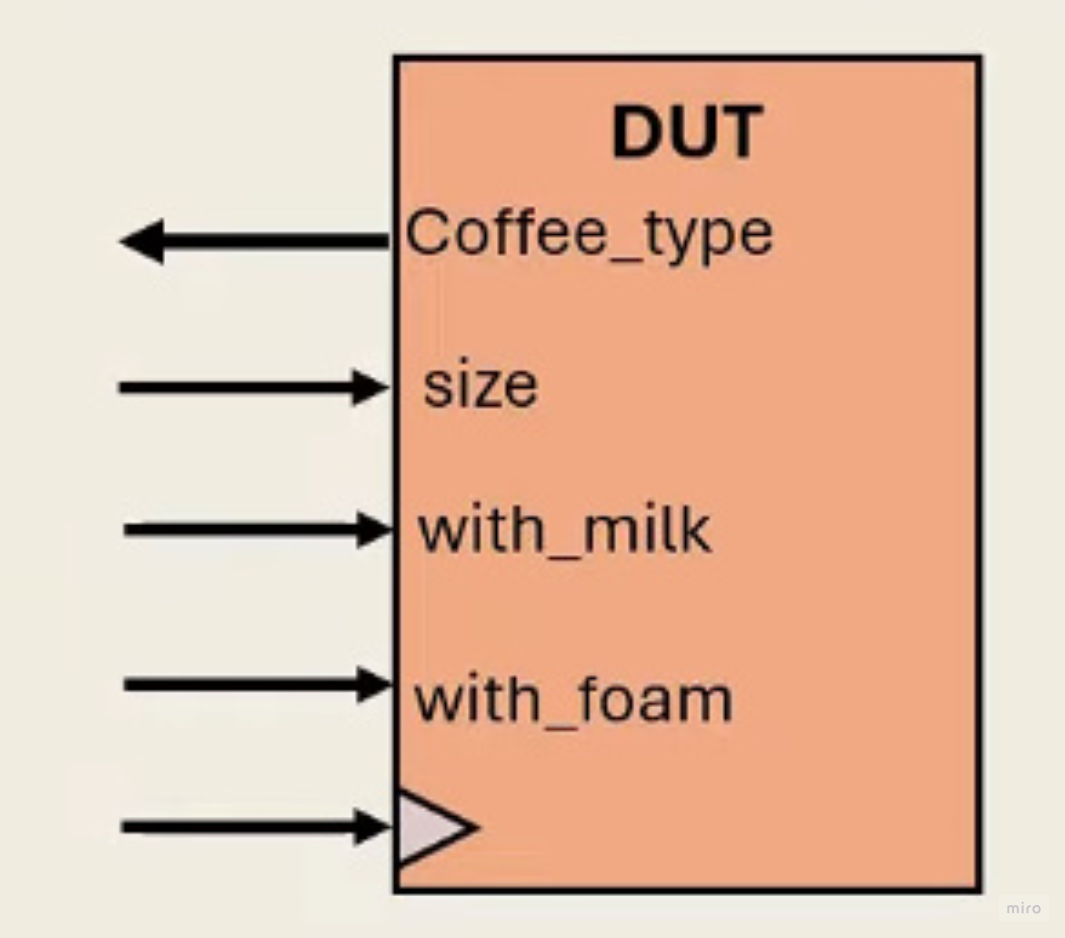 DUT
Coffee_type
size
with_milk
with_foam
miro